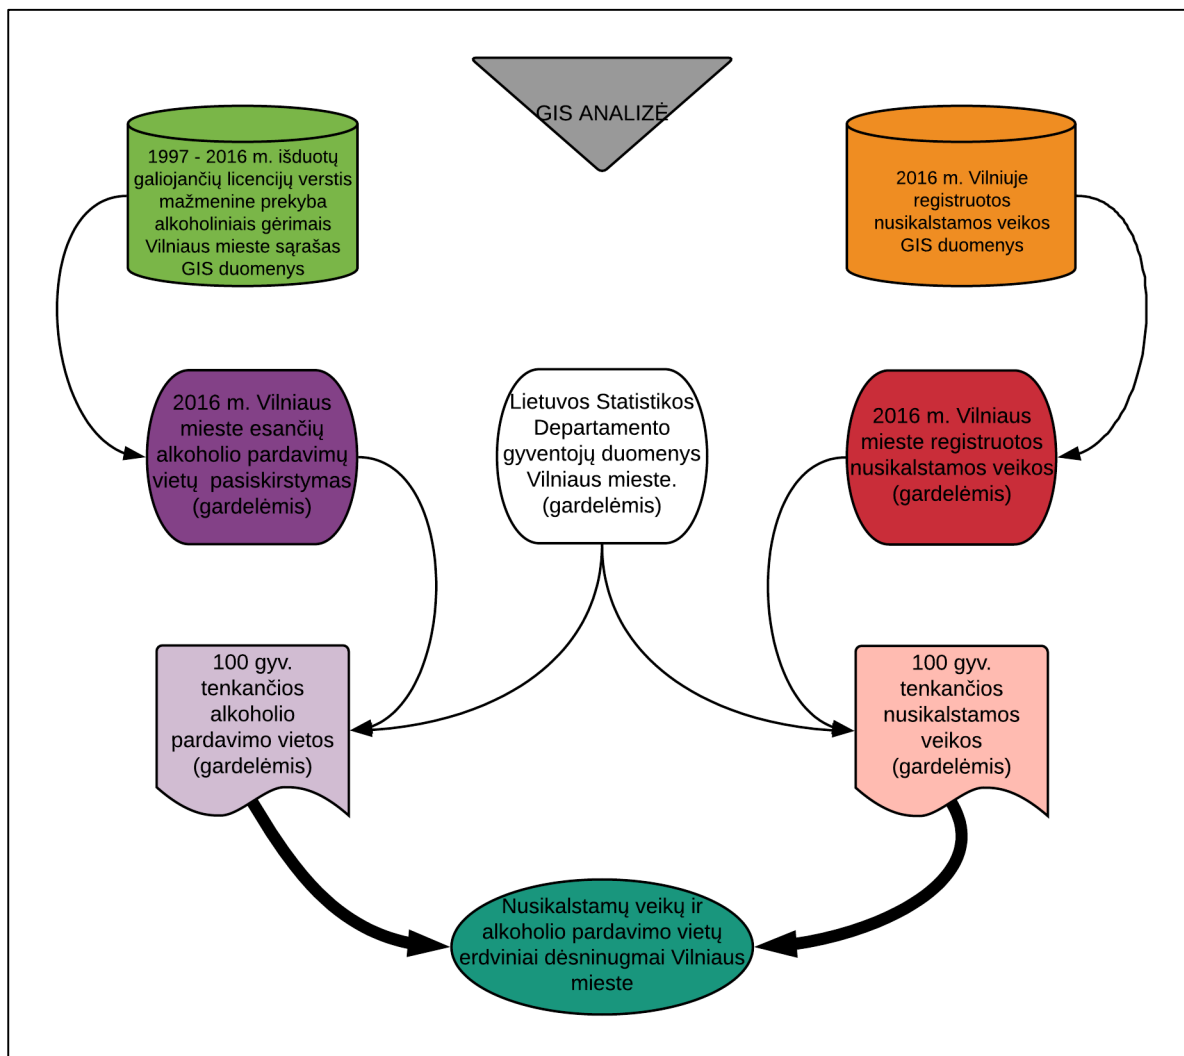 GIS ANALIZĖ
1997 - 2016 m. išduotų
galiojančių licencijų verstis
mažmenine prekyba
alkoholiniais gėrimais
Vilniaus mieste sąrašas
GIS duomenys
2016 m. Vilniuje
registruotos
nusikalstamos veikos
GIS duomenys
2016 m. Vilniaus
mieste esančių
alkoholio pardavimų
vietų pasiskirstymas
(gardelėmis)
Lietuvos Statistikos
Departamento
gyventojų duomenys
Vilniaus mieste.
(gardelėmis)
2016 m. Vilniaus
mieste registruotos
nusikalstamos veikos
(gardelėmis)
100 gyv.
tenkančios
alkoholio
pardavimo vietos
(gardelėmis)
100 gyv.
tenkančios
nusikalstamos
veikos
(gardelėmis)
Nusikalstamų veikų ir
alkoholio pardavimo vietų
erdviniai dėsninugmai Vilniaus
mieste